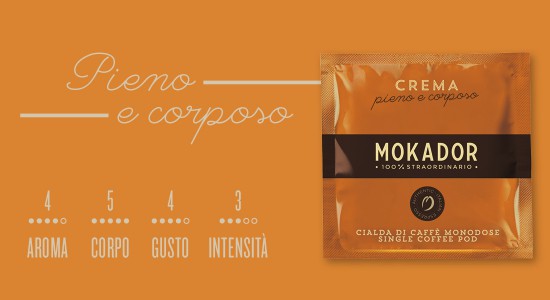 Pieno
e corposo
4
AROMA
5
CORPO
4
GUSTO
3
INTENSITÀ
CREMA
pieno e corposo
MOKADOR
• 100% STRAORDINARIO •
CIALDA DI CAFFÈ MONODOSE
SINGLE COFFEE POD